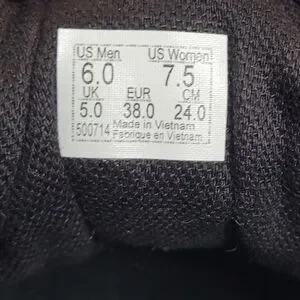 US Men US Women
6.0 7.5
UK EUR CM
5.0 38.0 24.0
500714 Made in Vietnam
Fabriqué en Vietnam